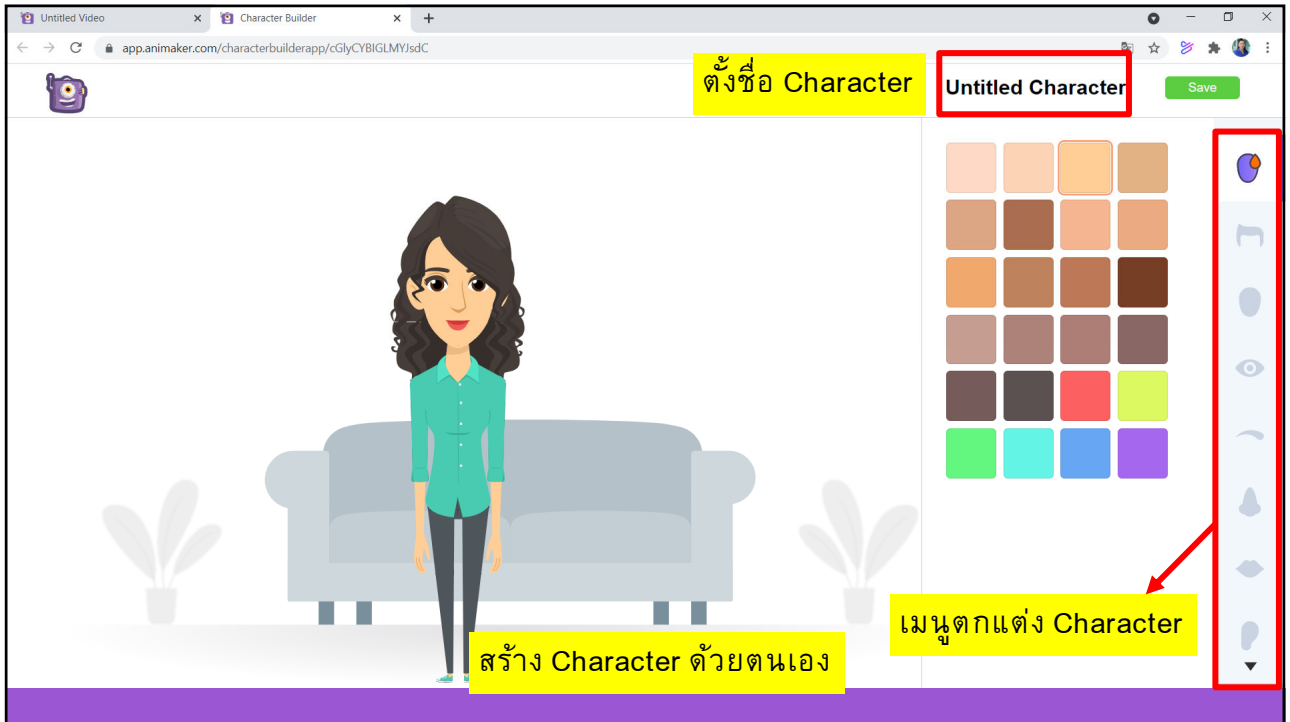 Untitled Video
Character Builder
app.animaker.com/characterbuilderapp/cGlyCYBIGLMYJsdC
ตั้งชื่อ Character
Untitled Character
Save
เมนูตกแต่ง Character
สร้าง Character ด้วยตนเอง